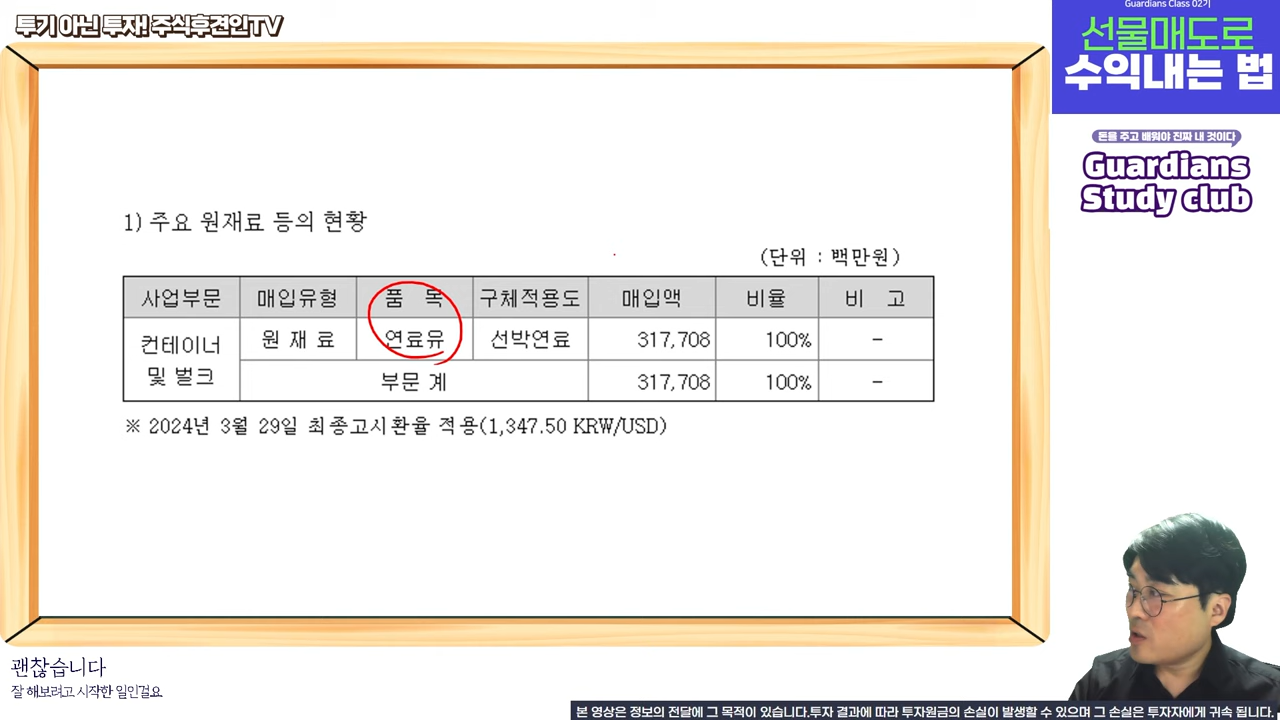 투기 아닌 투자! 주식후견인TV
Guardians Class 02기
선물매도로
수익내는 법
돈을 주고 배워야 진짜 내 것이다
Guardians
Study club
1) 주요 원재료 등의 현황
(단위 : 백만원)
사업부문 매입유형 품 목 구체적용도 매입액 비율 비 고
컨테이너 및 벌크 원 재 료 연료유 선박연료 317,708 100% -
부문 계 317,708 100% -
※ 2024년 3월 29일 최종고시환율 적용(1,347.50 KRW/USD)
괜찮습니다
잘 해보려고 시작한 일인걸요
본 영상은 정보의 전달에 그 목적이 있습니다.투자 결과에 따라 투자원금의 손실이 발생할 수 있으며 그 손실은 투자자에게 귀속 됩니다.